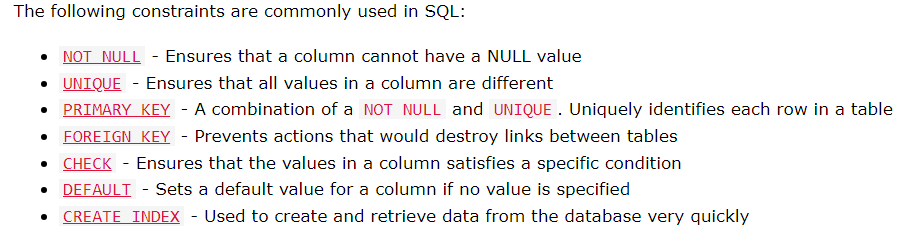 The following constraints are commonly used in SQL:
• NOT NULL - Ensures that a column cannot have a NULL value
• UNIQUE - Ensures that all values in a column are different
• PRIMARY KEY - A combination of a NOT NULL and UNIQUE. Uniquely identifies each row in a table
• FOREIGN KEY - Prevents actions that would destroy links between tables
• CHECK - Ensures that the values in a column satisfies a specific condition
• DEFAULT - Sets a default value for a column if no value is specified
• CREATE INDEX - Used to create and retrieve data from the database very quickly